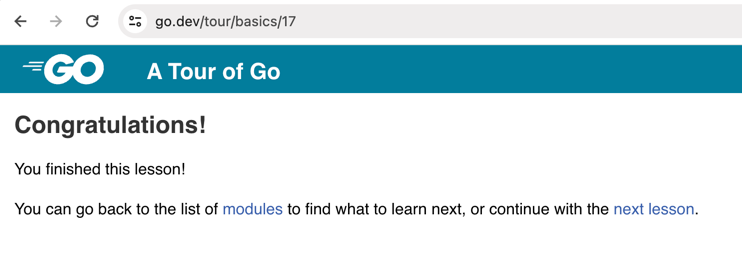 go.dev/tour/basics/17
GO A Tour of Go
Congratulations!
You finished this lesson!
You can go back to the list of modules to find what to learn next, or continue with the next lesson.